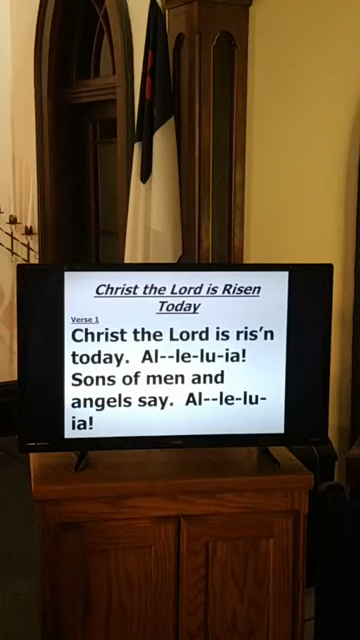 Christ the Lord is Risen
Today
Verse 1
Christ the Lord is ris'n
today.  Al--le-lu-ia!
Sons of men and
angels say.  Al--le-lu-
ia!